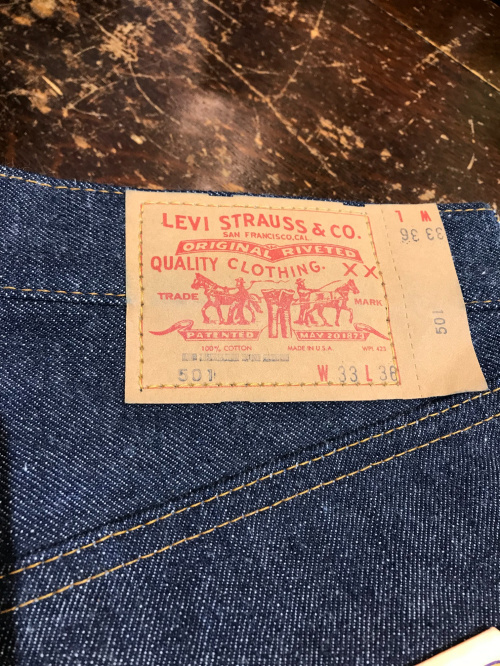 LEVI STRAUSS & CO.
SAN FRANCISCO, CAL.
ORIGINAL RIVETED
QUALITY CLOTHING. XX
TRADE MARK
PATENTED MAY 20 1873
100% COTTON MADE IN U.S.A. WPL 423
501 W 33 L 36
W L
33 36
501